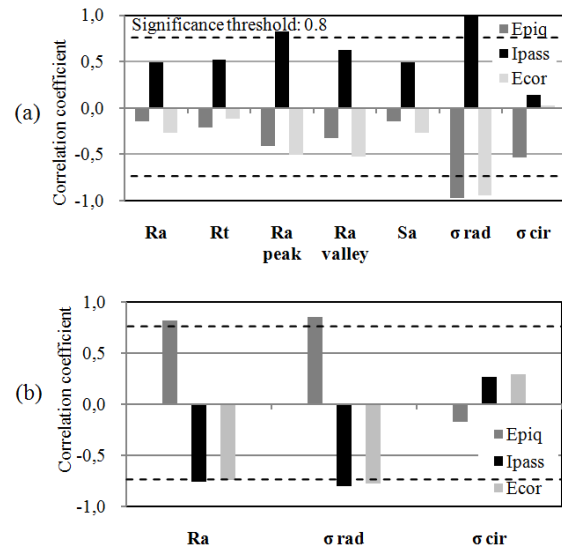 (a)
Correlation coefficient
1,0
0,5
0,0
-0,5
-1,0
Significance threshold: 0.8
Epiq
Ipass
Ecor
Ra
Rt
Ra peak
Ra valley
Sa
σ rad
σ cir
(b)
Correlation coefficient
1,0
0,5
0,0
-0,5
-1,0
Epiq
Ipass
Ecor
Ra
σ rad
σ cir